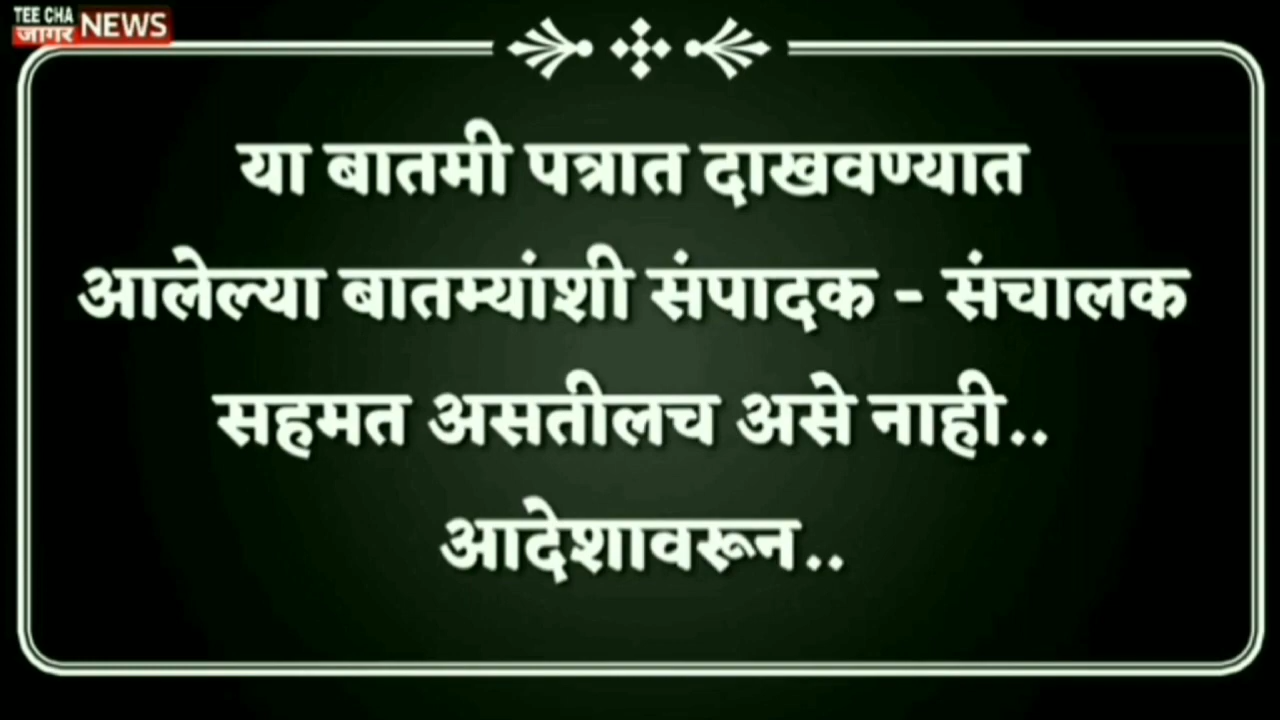 TEE CHA
जागर NEWS
या बातमी पत्रात दाखवण्यात
आलेल्या बातम्यांशी संपादक - संचालक
सहमत असतीलच असे नाही..
आदेशावरून..